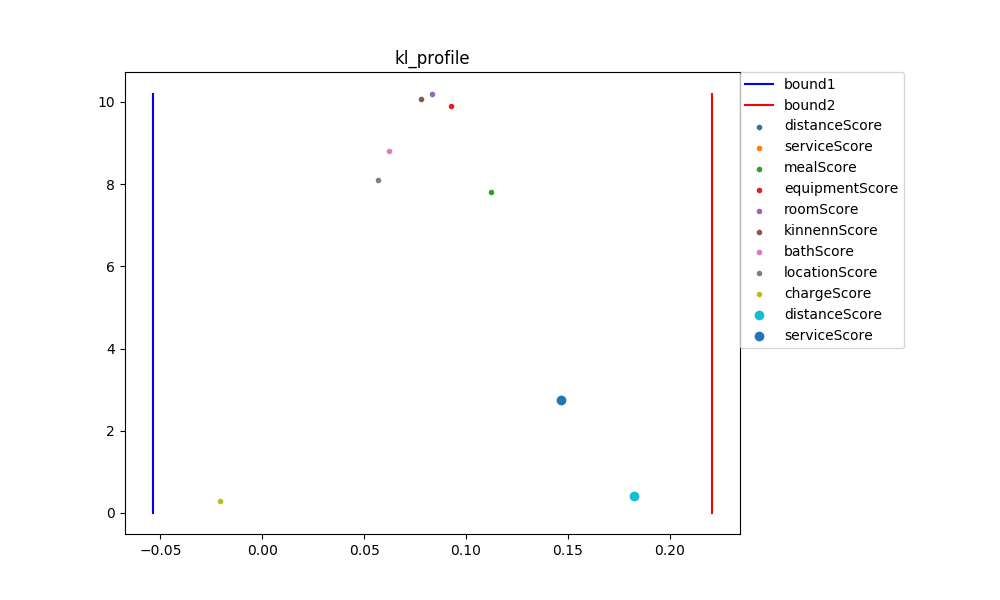 kl_profile
bound1
bound2
distanceScore
serviceScore
mealScore
equipmentScore
roomScore
kinnennScore
bathScore
locationScore
chargeScore
distanceScore
serviceScore
10
8
6
4
2
0
−0.05 0.00 0.05 0.10 0.15 0.20